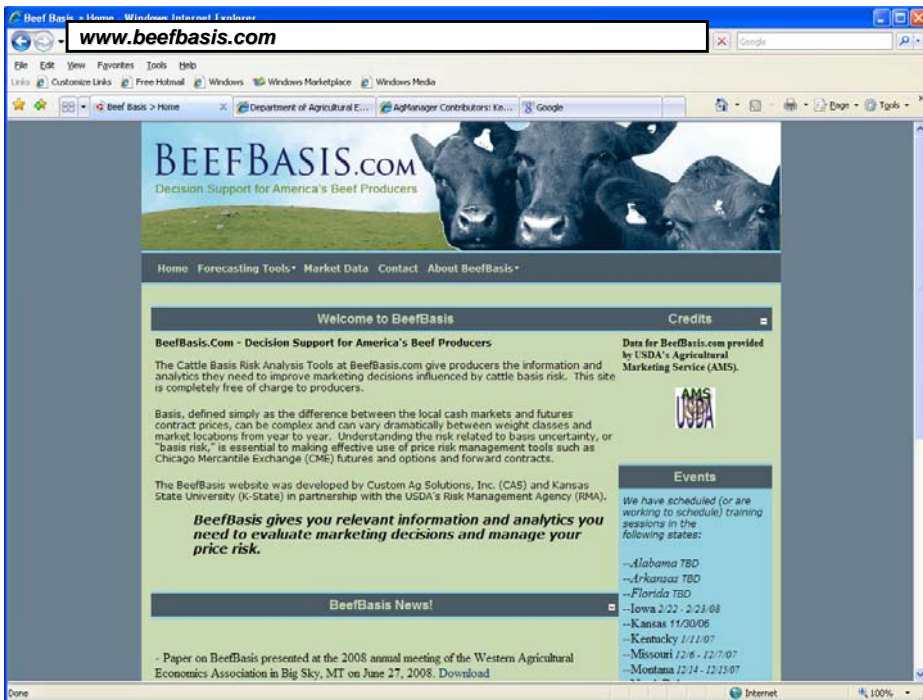 Beef Basis > Home - Windows Internet Explorer
www.beefbasis.com
Google
File Edit View Favorites Tools Help
Links Customize Links Free Hotmail Windows Windows Marketplace Windows Media
Beef Basis > Home Department of Agricultural E... AgManager Contributors: Ke... Google Page Tools
BEEFBASIS.COM
Decision Support for America's Beef Producers
Home Forecasting Tools Market Data Contact About BeefBasis
Welcome to BeefBasis
BeefBasis.Com - Decision Support for America's Beef Producers
The Cattle Basis Risk Analysis Tools at BeefBasis.com give producers the information and
analytics they need to improve marketing decisions influenced by cattle basis risk. This site
is completely free of charge to producers.
Basis, defined simply as the difference between the local cash markets and futures
contract prices, can be complex and can vary dramatically between weight classes and
market locations from year to year. Understanding the risk related to basis uncertainty, or
"basis risk," is essential to making effective use of price risk management tools such as
Chicago Mercantile Exchange (CME) futures and options and forward contracts.
The BeefBasis website was developed by Custom Ag Solutions, Inc. (CAS) and Kansas
State University (K-State) in partnership with the USDA's Risk Management Agency (RMA).
BeefBasis gives you relevant information and analytics you
need to evaluate marketing decisions and manage your
price risk.
BeefBasis News!
- Paper on BeefBasis presented at the 2008 annual meeting of the Western Agricultural
Economics Association in Big Sky, MT on June 27, 2008. Download
Credits
Data for BeefBasis.com provided
by USDA's Agricultural
Marketing Service (AMS).
AMS
USDA
Events
We have scheduled (or are
working to schedule) training
sessions in the
following states:
--Alabama TBD
--Arkansas TBD
--Florida TBD
--Iowa 2/22 - 2/23/08
--Kansas 11/30/06
--Kentucky 1/11/07
--Missouri 12/6 - 12/7/07
--Montana 12/14 - 12/15/07
Done Internet 100%